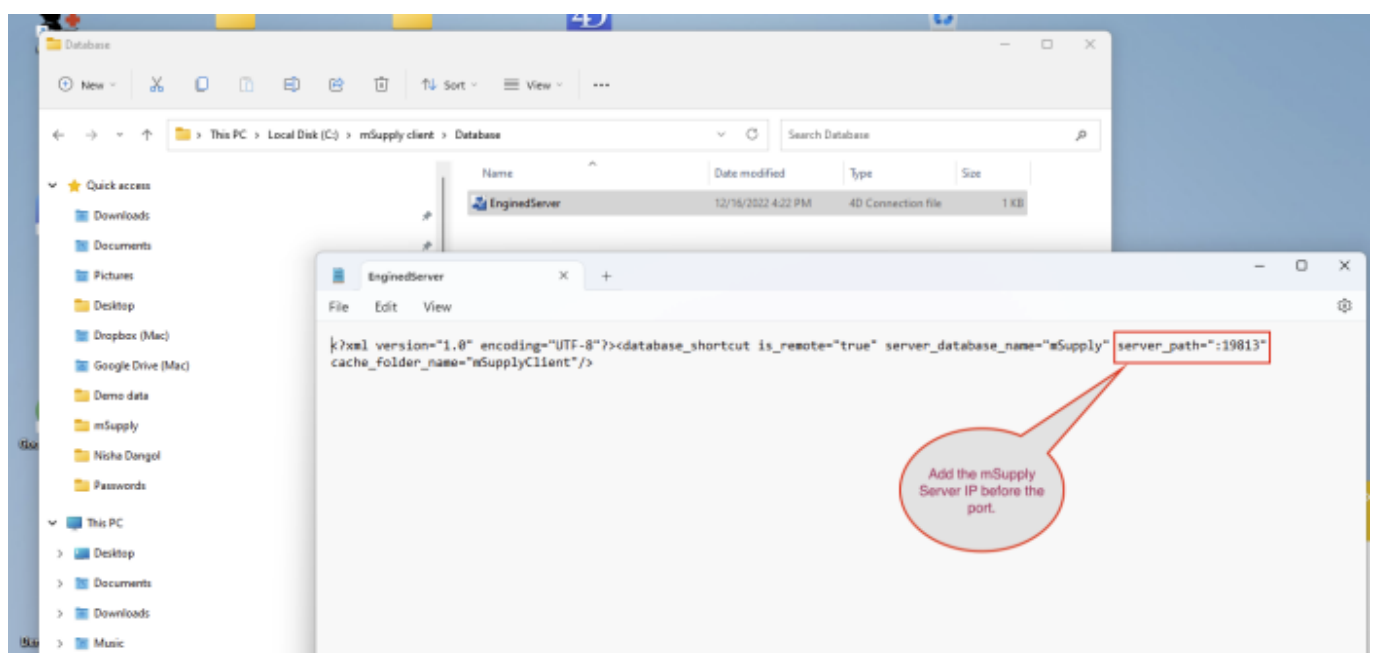 4D
Database
New
Sort
View
This PC > Local Disk (C:) > mSupply client > Database
Search Database
Name
Date modified
Type
Size
Quick access
EnginedServer
12/16/2022 4:22 PM
4D Connection file
1 KB
Downloads
Documents
Pictures
Desktop
Dropbox (Mac)
Google Drive (Mac)
Demo data
mSupply
Nisha Dangol
Passwords
This PC
Desktop
Documents
Downloads
Music
EnginedServer
File Edit View
<?xml version="1.0" encoding="UTF-8"?><database_shortcut is_remote="true" server_database_name="mSupply" server_path=":19813"
cache_folder_name="mSupplyClient"/>
Add the mSupply
Server IP before the
port.